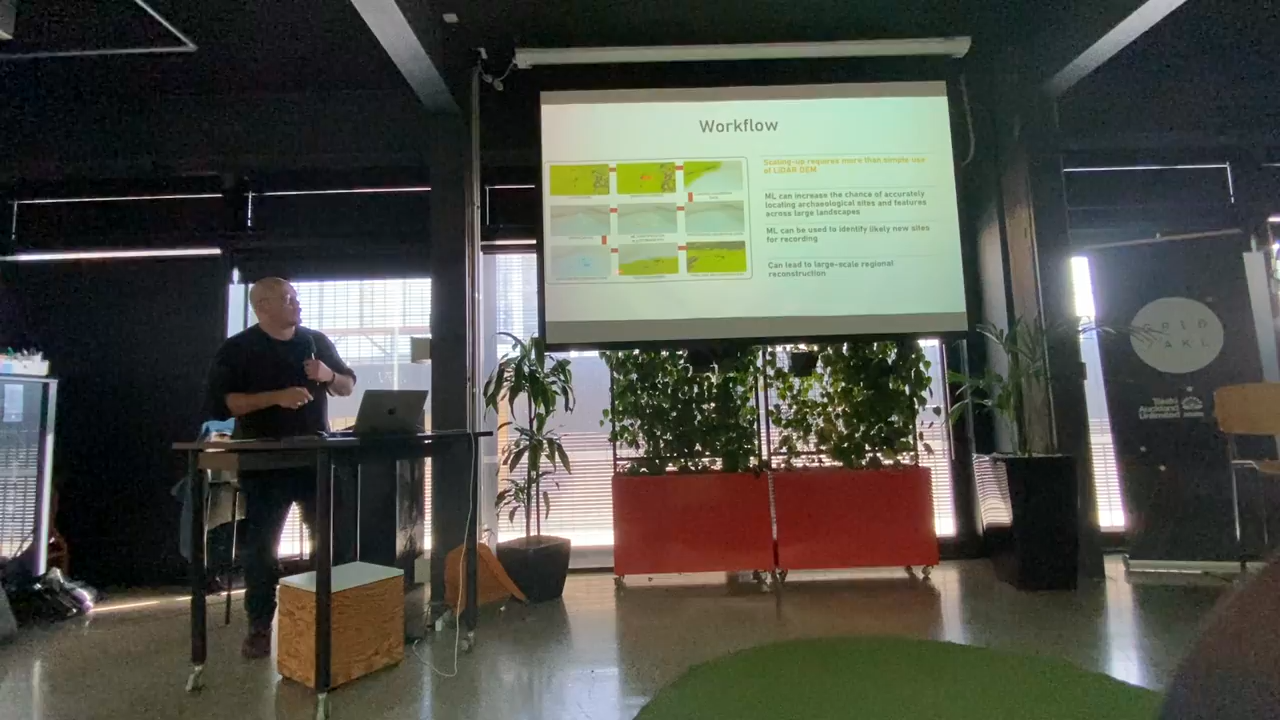 Workflow
Scaling-up requires more than simple use
of LiDAR DEM
ML can increase the chance of accurately
locating archaeological sites and features
across large landscapes
ML can be used to identify likely new sites
for recording
Can lead to large-scale regional
reconstruction
Tātaki
Auckland
Unlimited